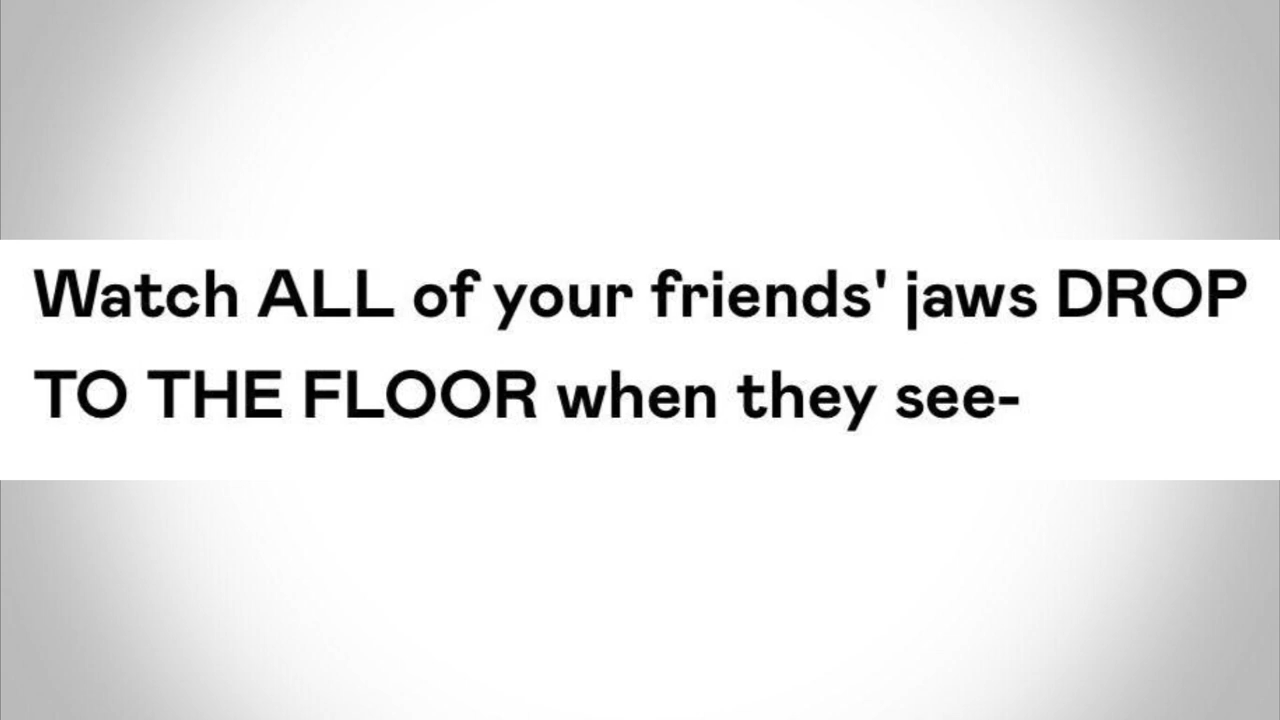 Watch ALL of your friends' jaws DROP
TO THE FLOOR when they see-